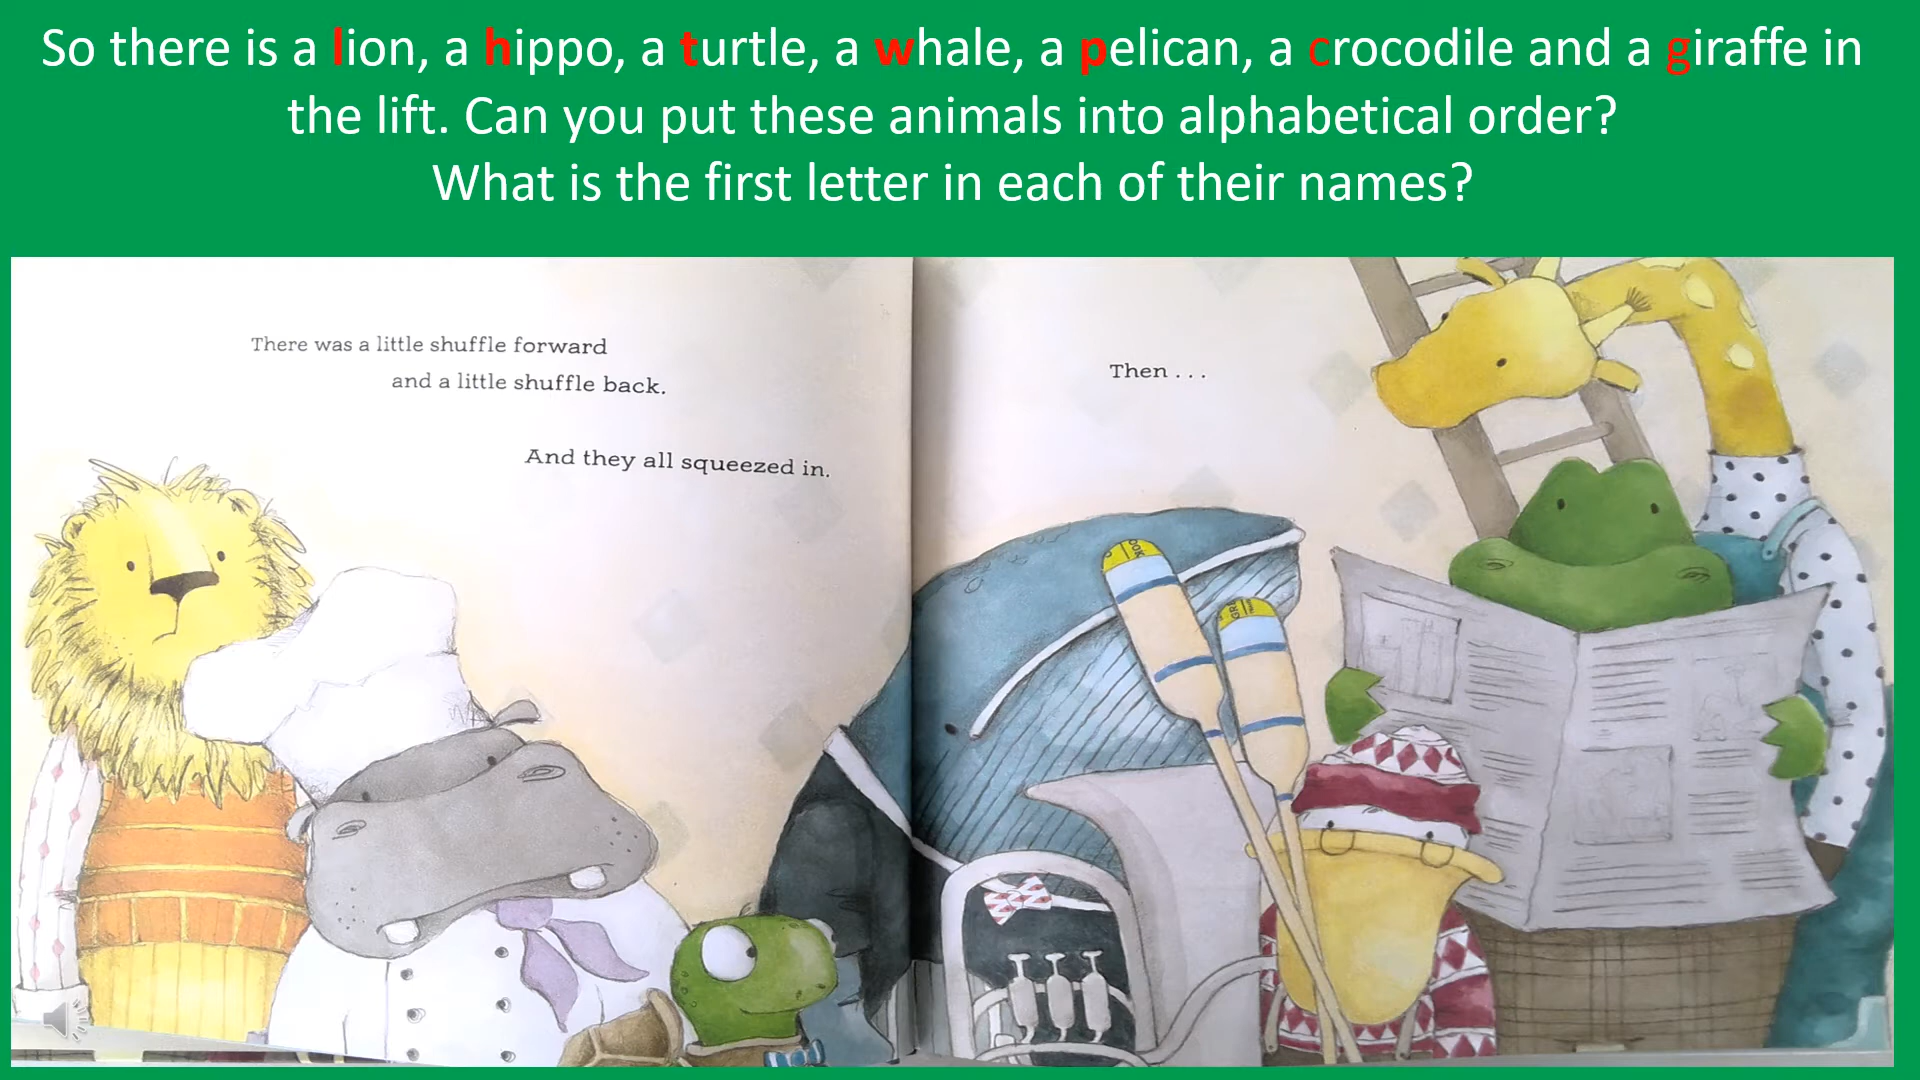 So there is a lion, a hippo, a turtle, a whale, a pelican, a crocodile and a giraffe in
the lift. Can you put these animals into alphabetical order?
What is the first letter in each of their names?
There was a little shuffle forward
and a little shuffle back.
And they all squeezed in.
Then . . .